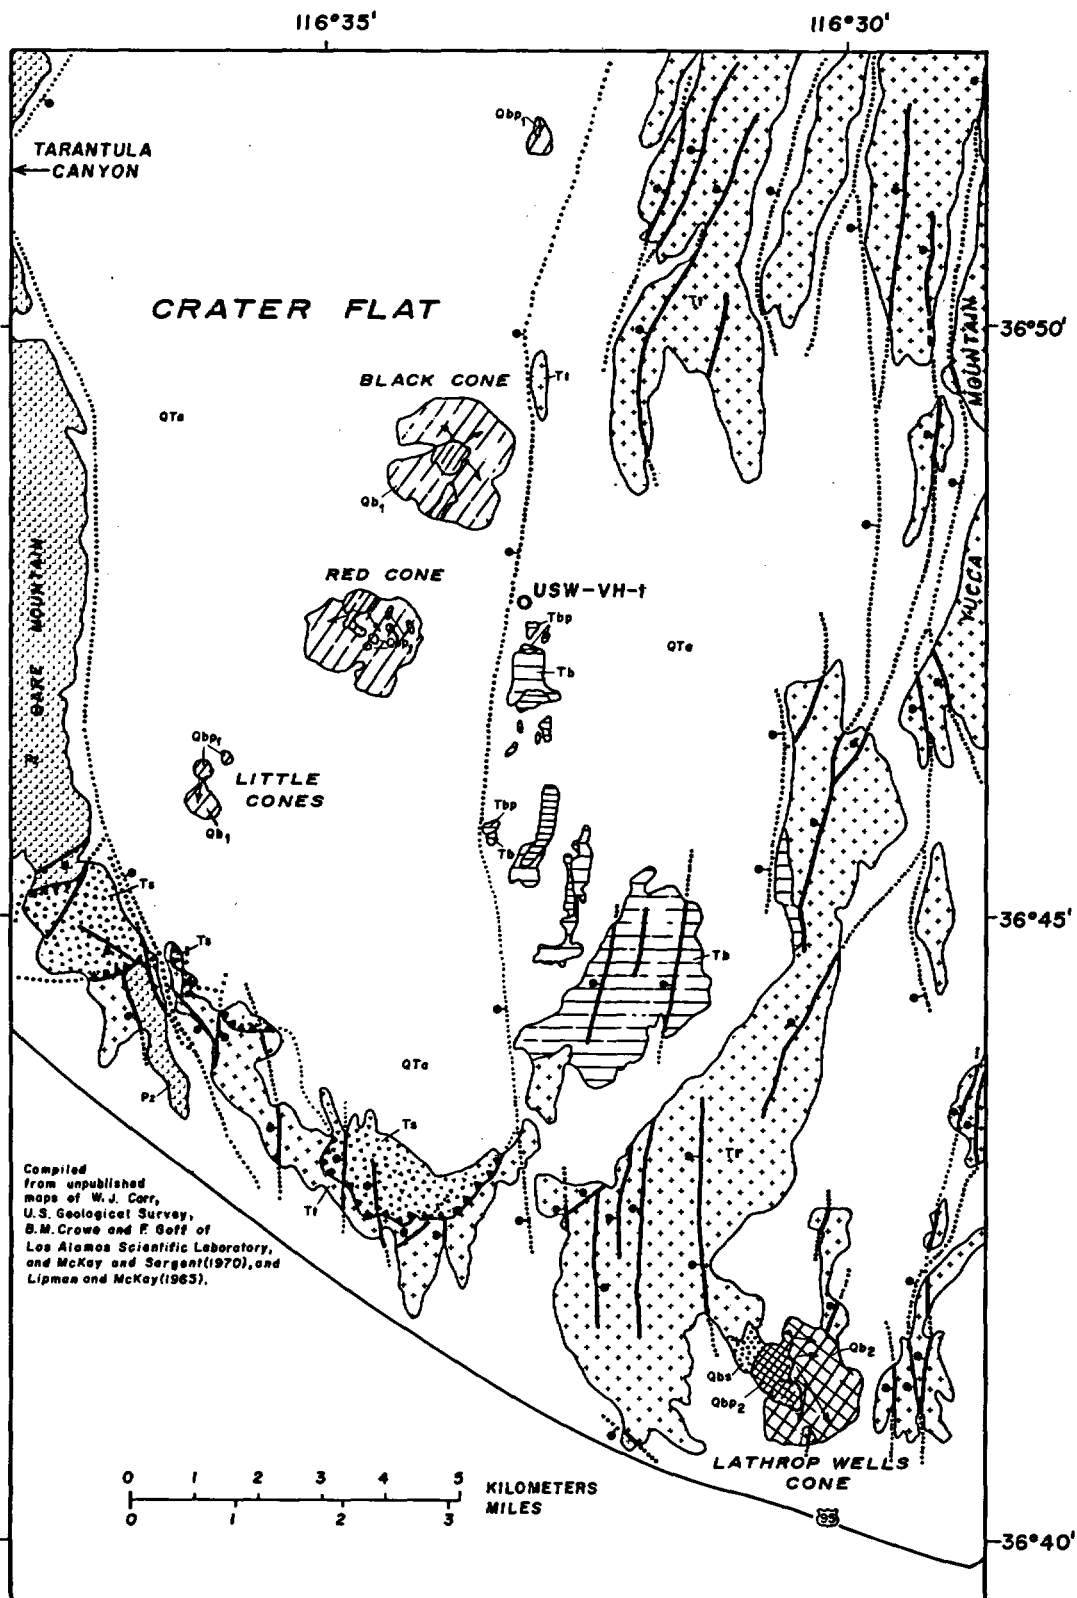 116°35'
116°30'
Qbp1
TARANTULA
CANYON
CRATER FLAT
Tt
MOUNTAIN
36°50'
BLACK CONE
Tt
QTa
Qb1
BARE MOUNTAIN
RED CONE
USW-VH-1
YUCCA
Tbp
QTa
Tb
Qbp1
LITTLE
CONES
Qb1
Tbp
Tb
Ts
36°45'
Ts
Tb
QTa
Pz
Ts
Tt
Compiled
from unpublished
maps of W.J. Carr,
U.S. Geological Survey,
B.M. Crowe and F. Goff of
Los Alamos Scientific Laboratory,
and McKay and Sargent(1970), and
Lipman and McKay(1965).
Qb2
Qbs
Qbp2
LATHROP WELLS
CONE
0 1 2 3 4 5
KILOMETERS
MILES
0 1 2 3
95
36°40'